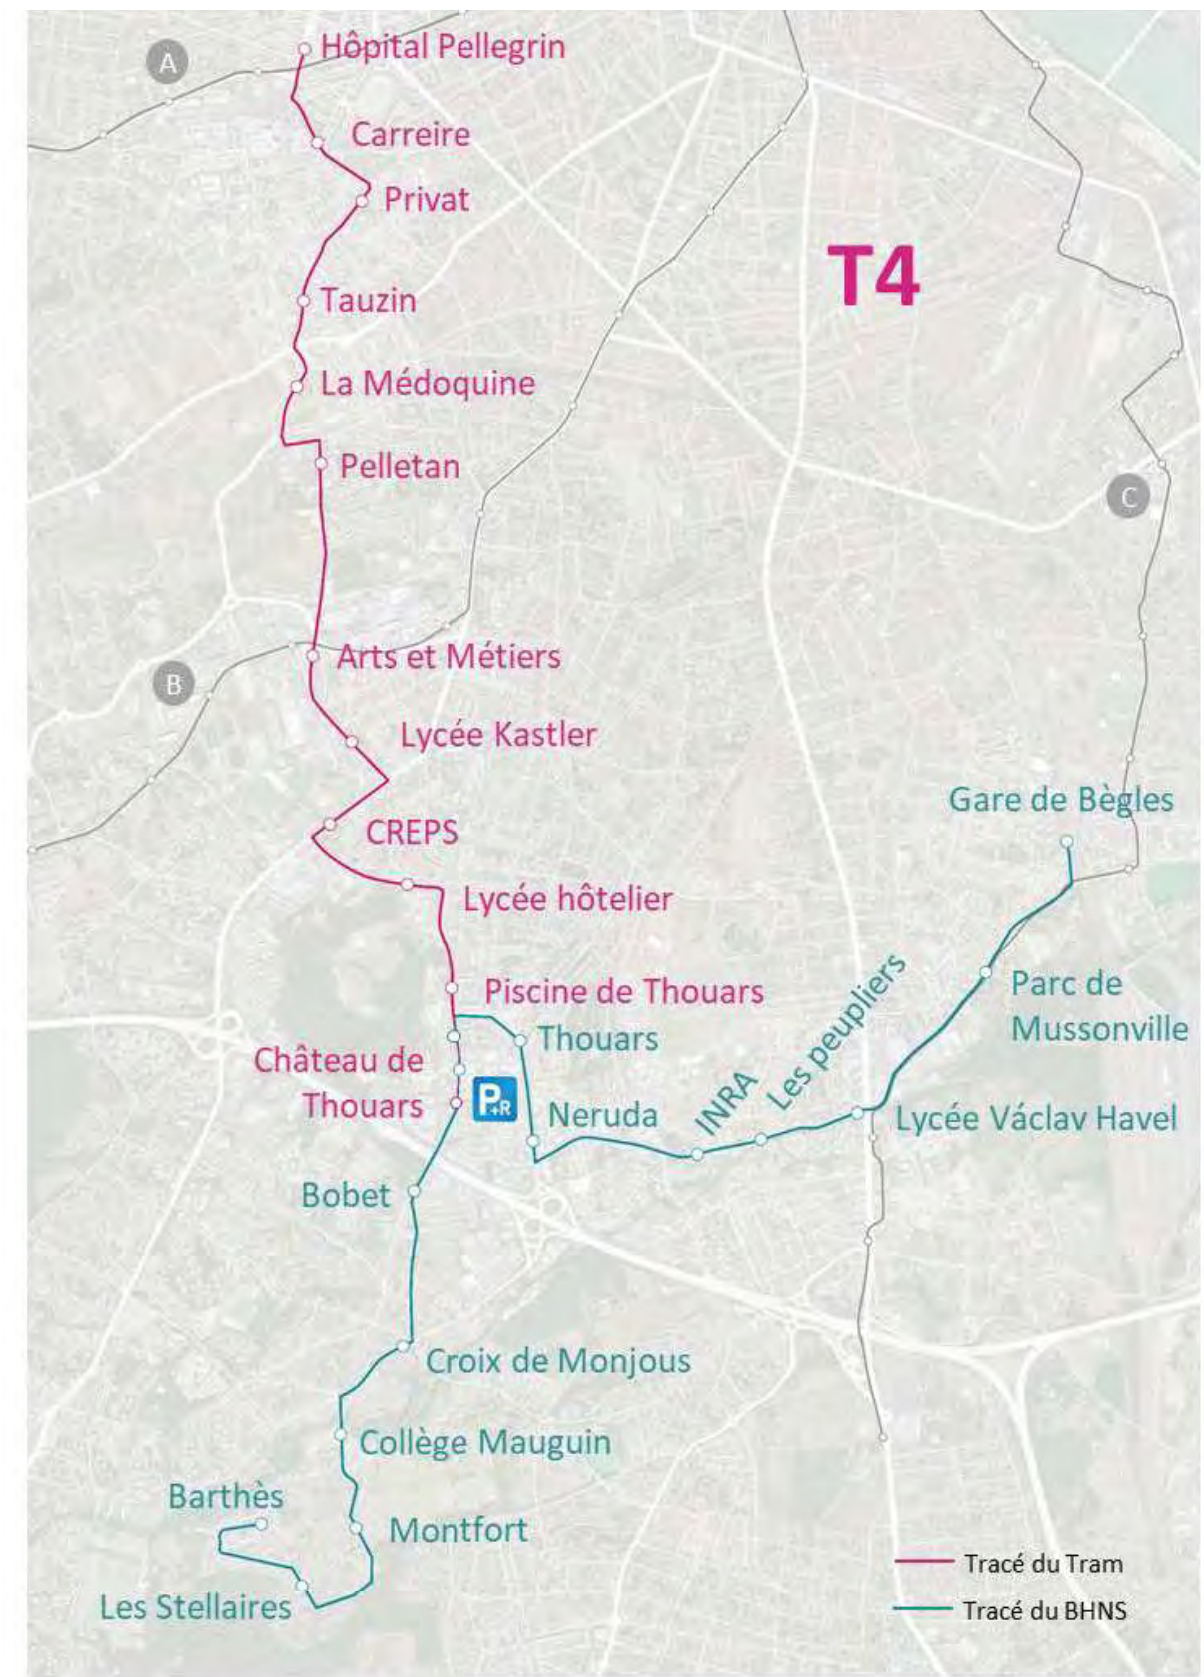 A
Hôpital Pellegrin
Carreire
Privat
T4
Tauzin
La Médoquine
Pelletan
C
Arts et Métiers
B
Lycée Kastler
Gare de Bègles
CREPS
Lycée hôtelier
Piscine de Thouars
Parc de
Mussonville
Thouars
Les peupliers
Château de
Thouars
P+R
Neruda
INRA
Lycée Václav Havel
Bobet
Croix de Monjous
Collège Mauguin
Barthès
Montfort
Les Stellaires
Tracé du Tram
Tracé du BHNS